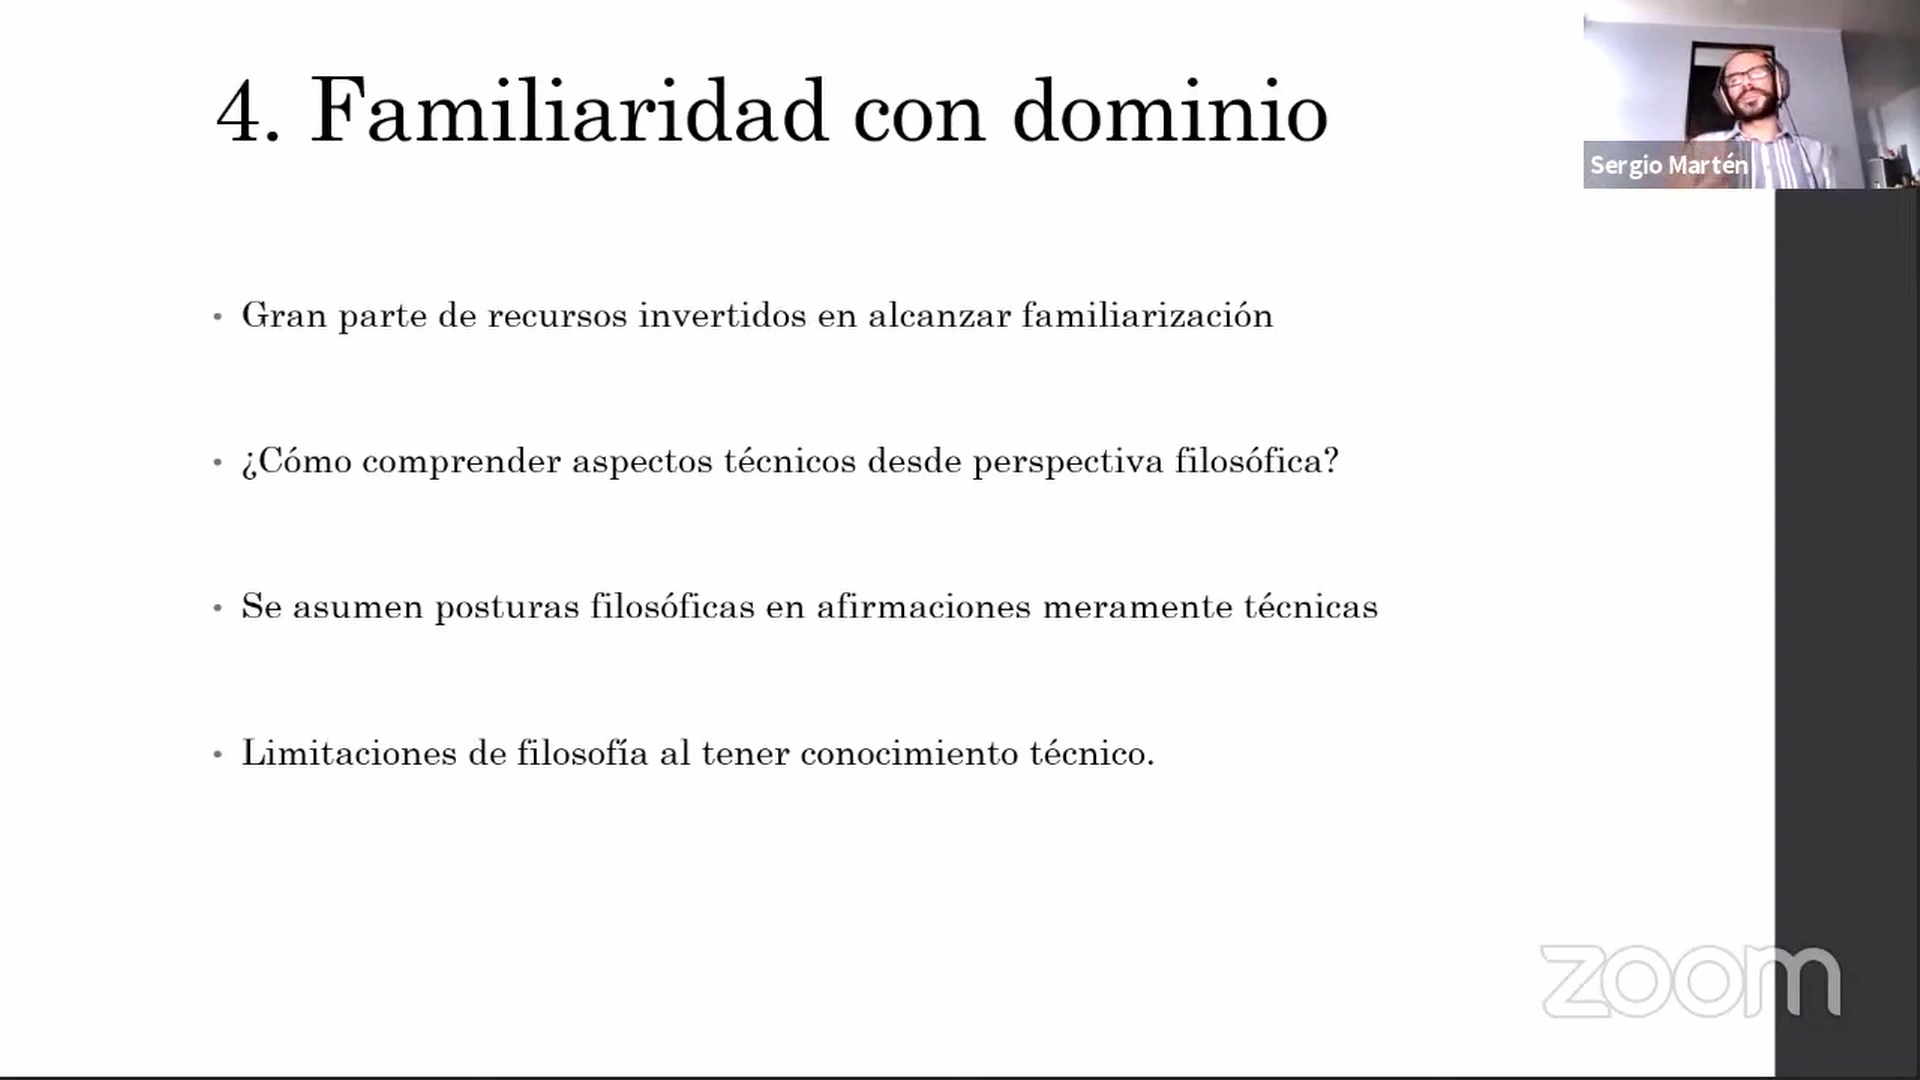 4. Familiaridad con dominio
Sergio Martén
• Gran parte de recursos invertidos en alcanzar familiarización
• ¿Cómo comprender aspectos técnicos desde perspectiva filosófica?
• Se asumen posturas filosóficas en afirmaciones meramente técnicas
• Limitaciones de filosofía al tener conocimiento técnico.
zoom